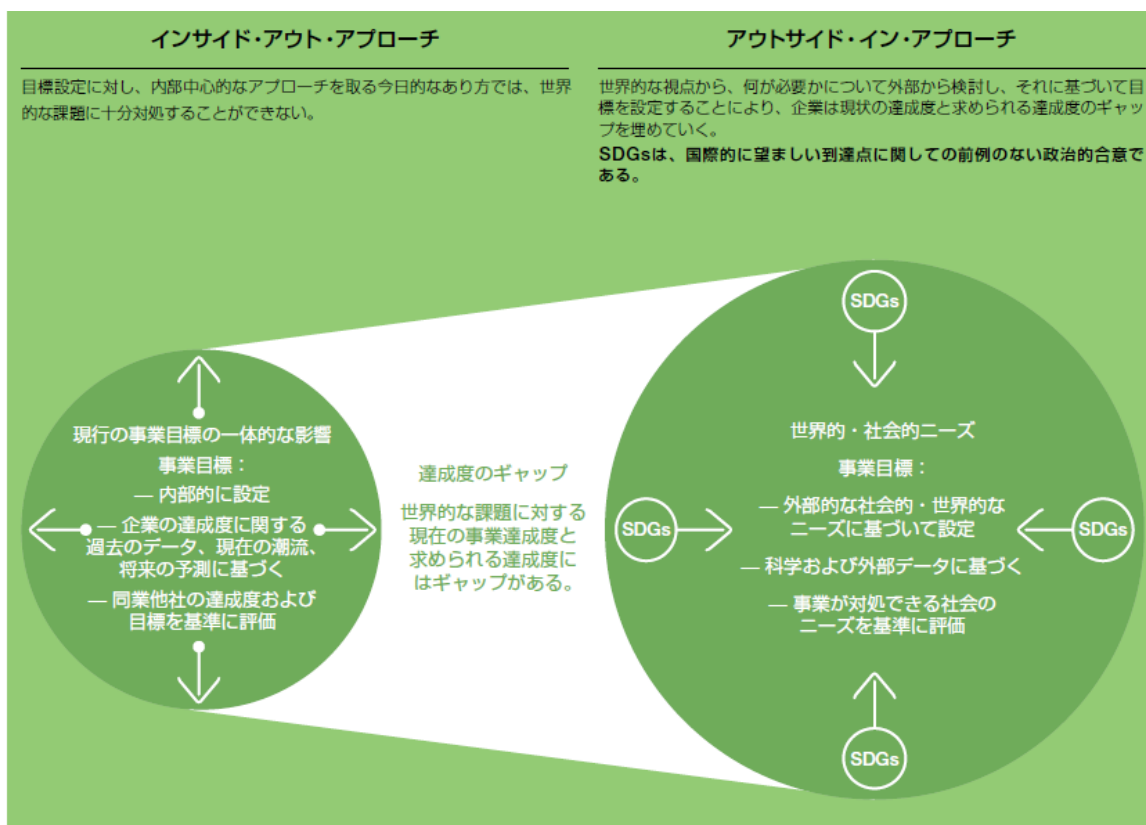 インサイド・アウト・アプローチ
目標設定に対し、内部中心的なアプローチを取る今日的なあり方では、世界
的な課題に十分対処することができない。
アウトサイド・イン・アプローチ
世界的な視点から、何が必要かについて外部から検討し、それに基づいて目
標を設定することにより、企業は現状の達成度と求められる達成度のギャッ
プを埋めていく。
SDGsは、国際的に望ましい到達点に関しての前例のない政治的合意で
ある。
現行の事業目標の一体的な影響
事業目標：
— 内部的に設定
— 企業の達成度に関する
過去のデータ、現在の潮流、
将来の予測に基づく
— 同業他社の達成度および
目標を基準に評価
達成度のギャップ
世界的な課題に対する
現在の事業達成度と
求められる達成度に
はギャップがある。
SDGs
世界的・社会的ニーズ
事業目標：
— 外部的な社会的・世界的な
ニーズに基づいて設定
— 科学および外部データに基づく
— 事業が対処できる社会の
ニーズを基準に評価
SDGs
SDGs
SDGs